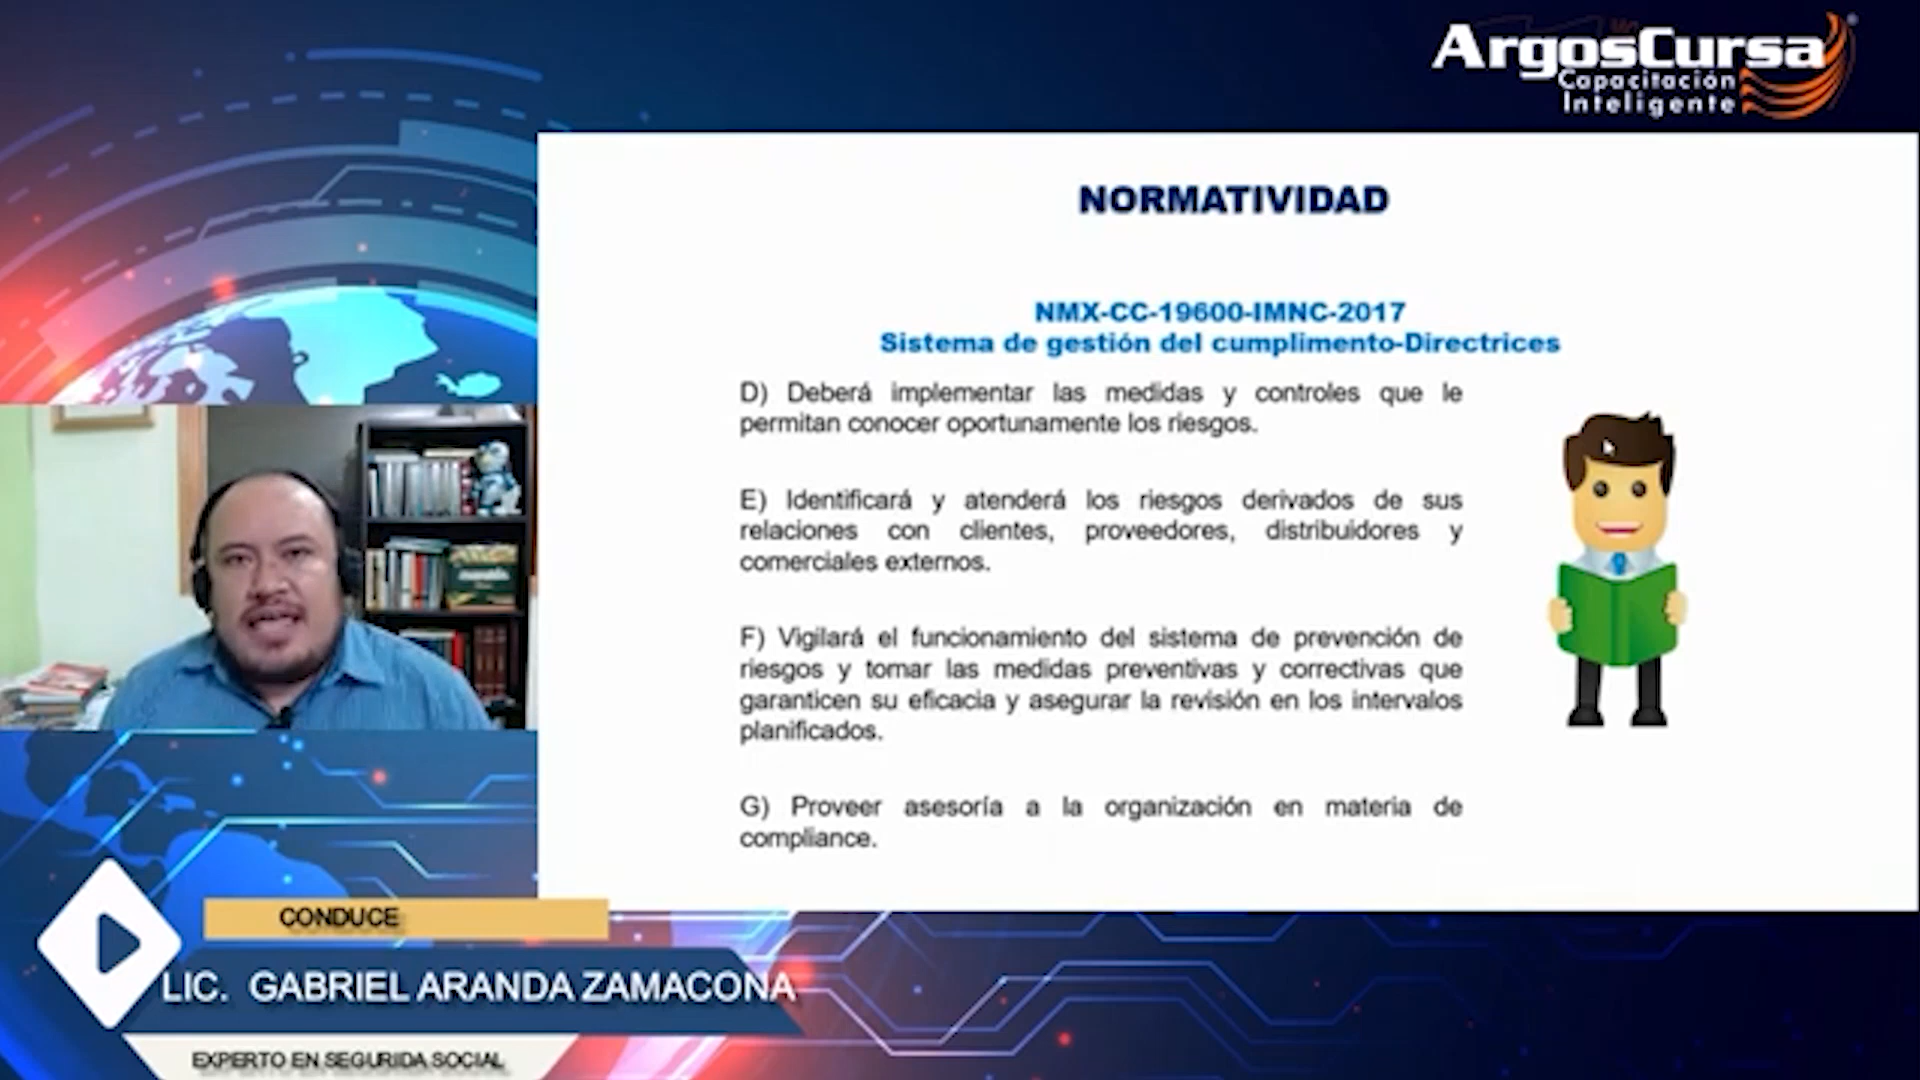 ArgosCursa
Capacitación
Inteligente
NORMATIVIDAD
NMX-CC-19600-IMNC-2017
Sistema de gestión del cumplimento-Directrices
D) Deberá implementar las medidas y controles que le
permitan conocer oportunamente los riesgos.
E) Identificará y atenderá los riesgos derivados de sus
relaciones con clientes, proveedores, distribuidores y
comerciales externos.
F) Vigilará el funcionamiento del sistema de prevención de
riesgos y tomar las medidas preventivas y correctivas que
garanticen su eficacia y asegurar la revisión en los intervalos
planificados.
G) Proveer asesoría a la organización en materia de
compliance.
CONDUCE
LIC. GABRIEL ARANDA ZAMACONA
EXPERTO EN SEGURIDA SOCIAL